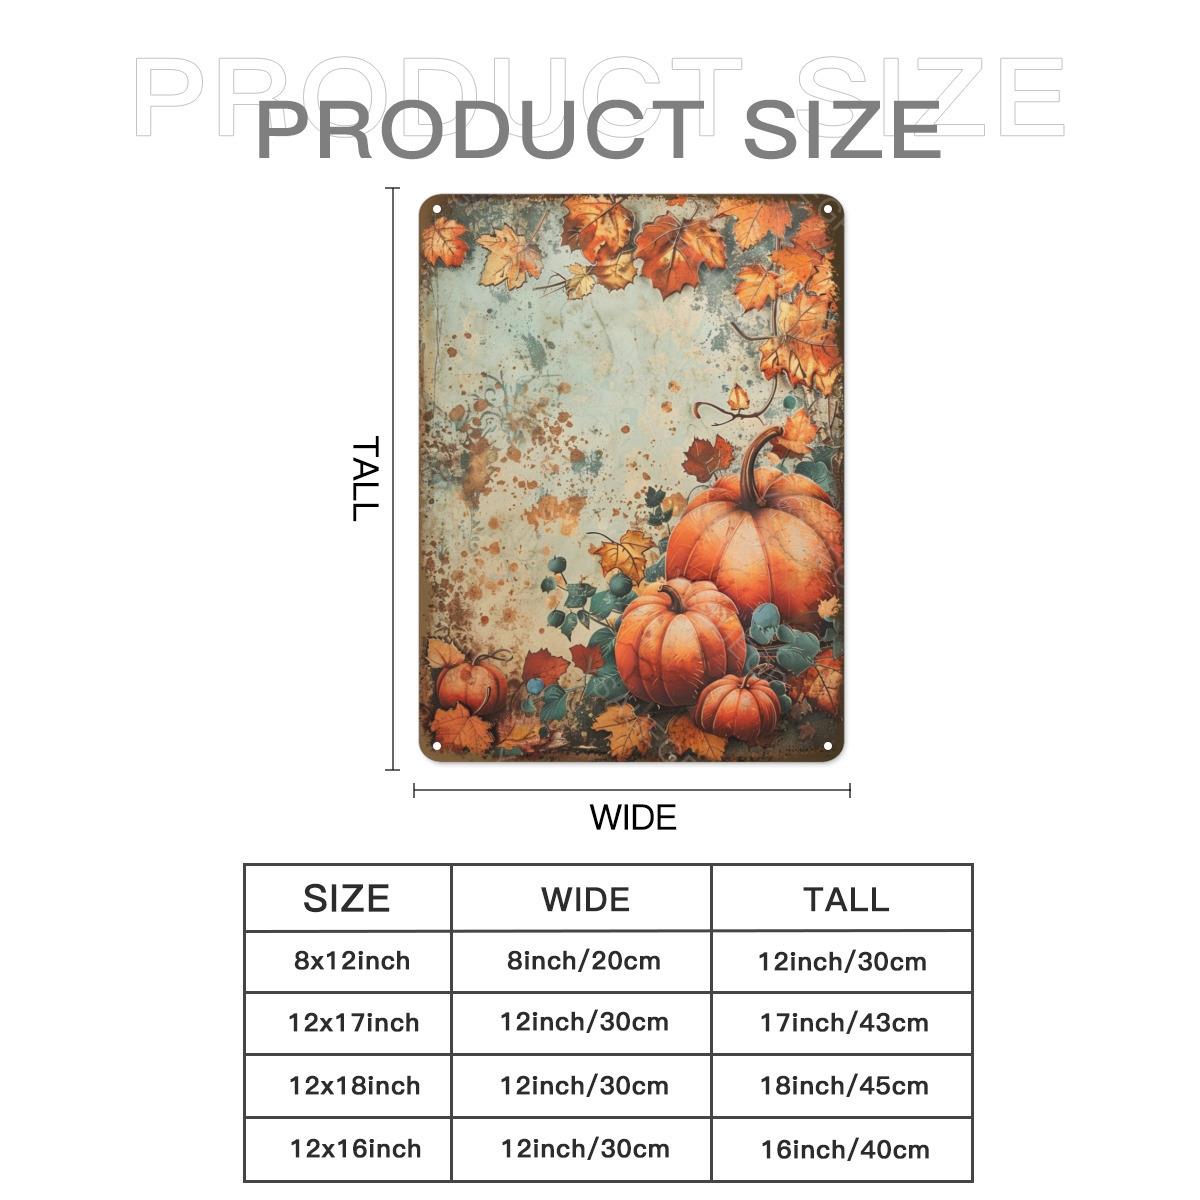 PRODUCT SIZE
PRODUCT SIZE
TALL
WIDE
SIZE WIDE TALL
8x12inch 8inch/20cm 12inch/30cm
12x17inch 12inch/30cm 17inch/43cm
12x18inch 12inch/30cm 18inch/45cm
12x16inch 12inch/30cm 16inch/40cm